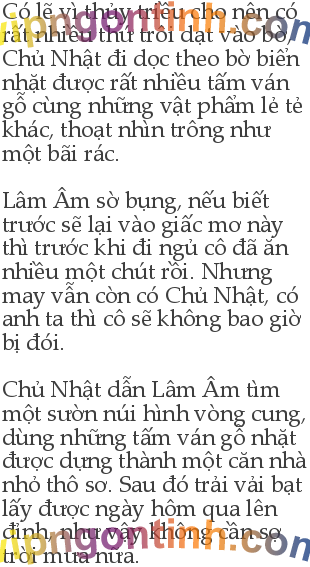 Có lẽ vì thủy triều cho nên có
rất nhiều thứ trôi dạt vào bờ.
Chủ Nhật đi dọc theo bờ biển
nhặt được rất nhiều tấm ván
gỗ cùng những vật phẩm lẻ tẻ
khác, thoạt nhìn trông như
một bãi rác.
Lâm Âm sờ bụng, nếu biết
trước sẽ lại vào giấc mơ này
thì trước khi đi ngủ cô đã ăn
nhiều một chút rồi. Nhưng
may vẫn còn có Chủ Nhật, có
anh ta thì cô sẽ không bao giờ
bị đói.
Chủ Nhật dẫn Lâm Âm tìm
một sườn núi hình vòng cung,
dùng những tấm ván gỗ nhặt
được dựng thành một căn nhà
nhỏ thô sơ. Sau đó trải vải bạt
lấy được ngày hôm qua lên
đỉnh, như vậy không cần sợ
trời mưa nữa.
vipngontinh.com
vipngontinh.com